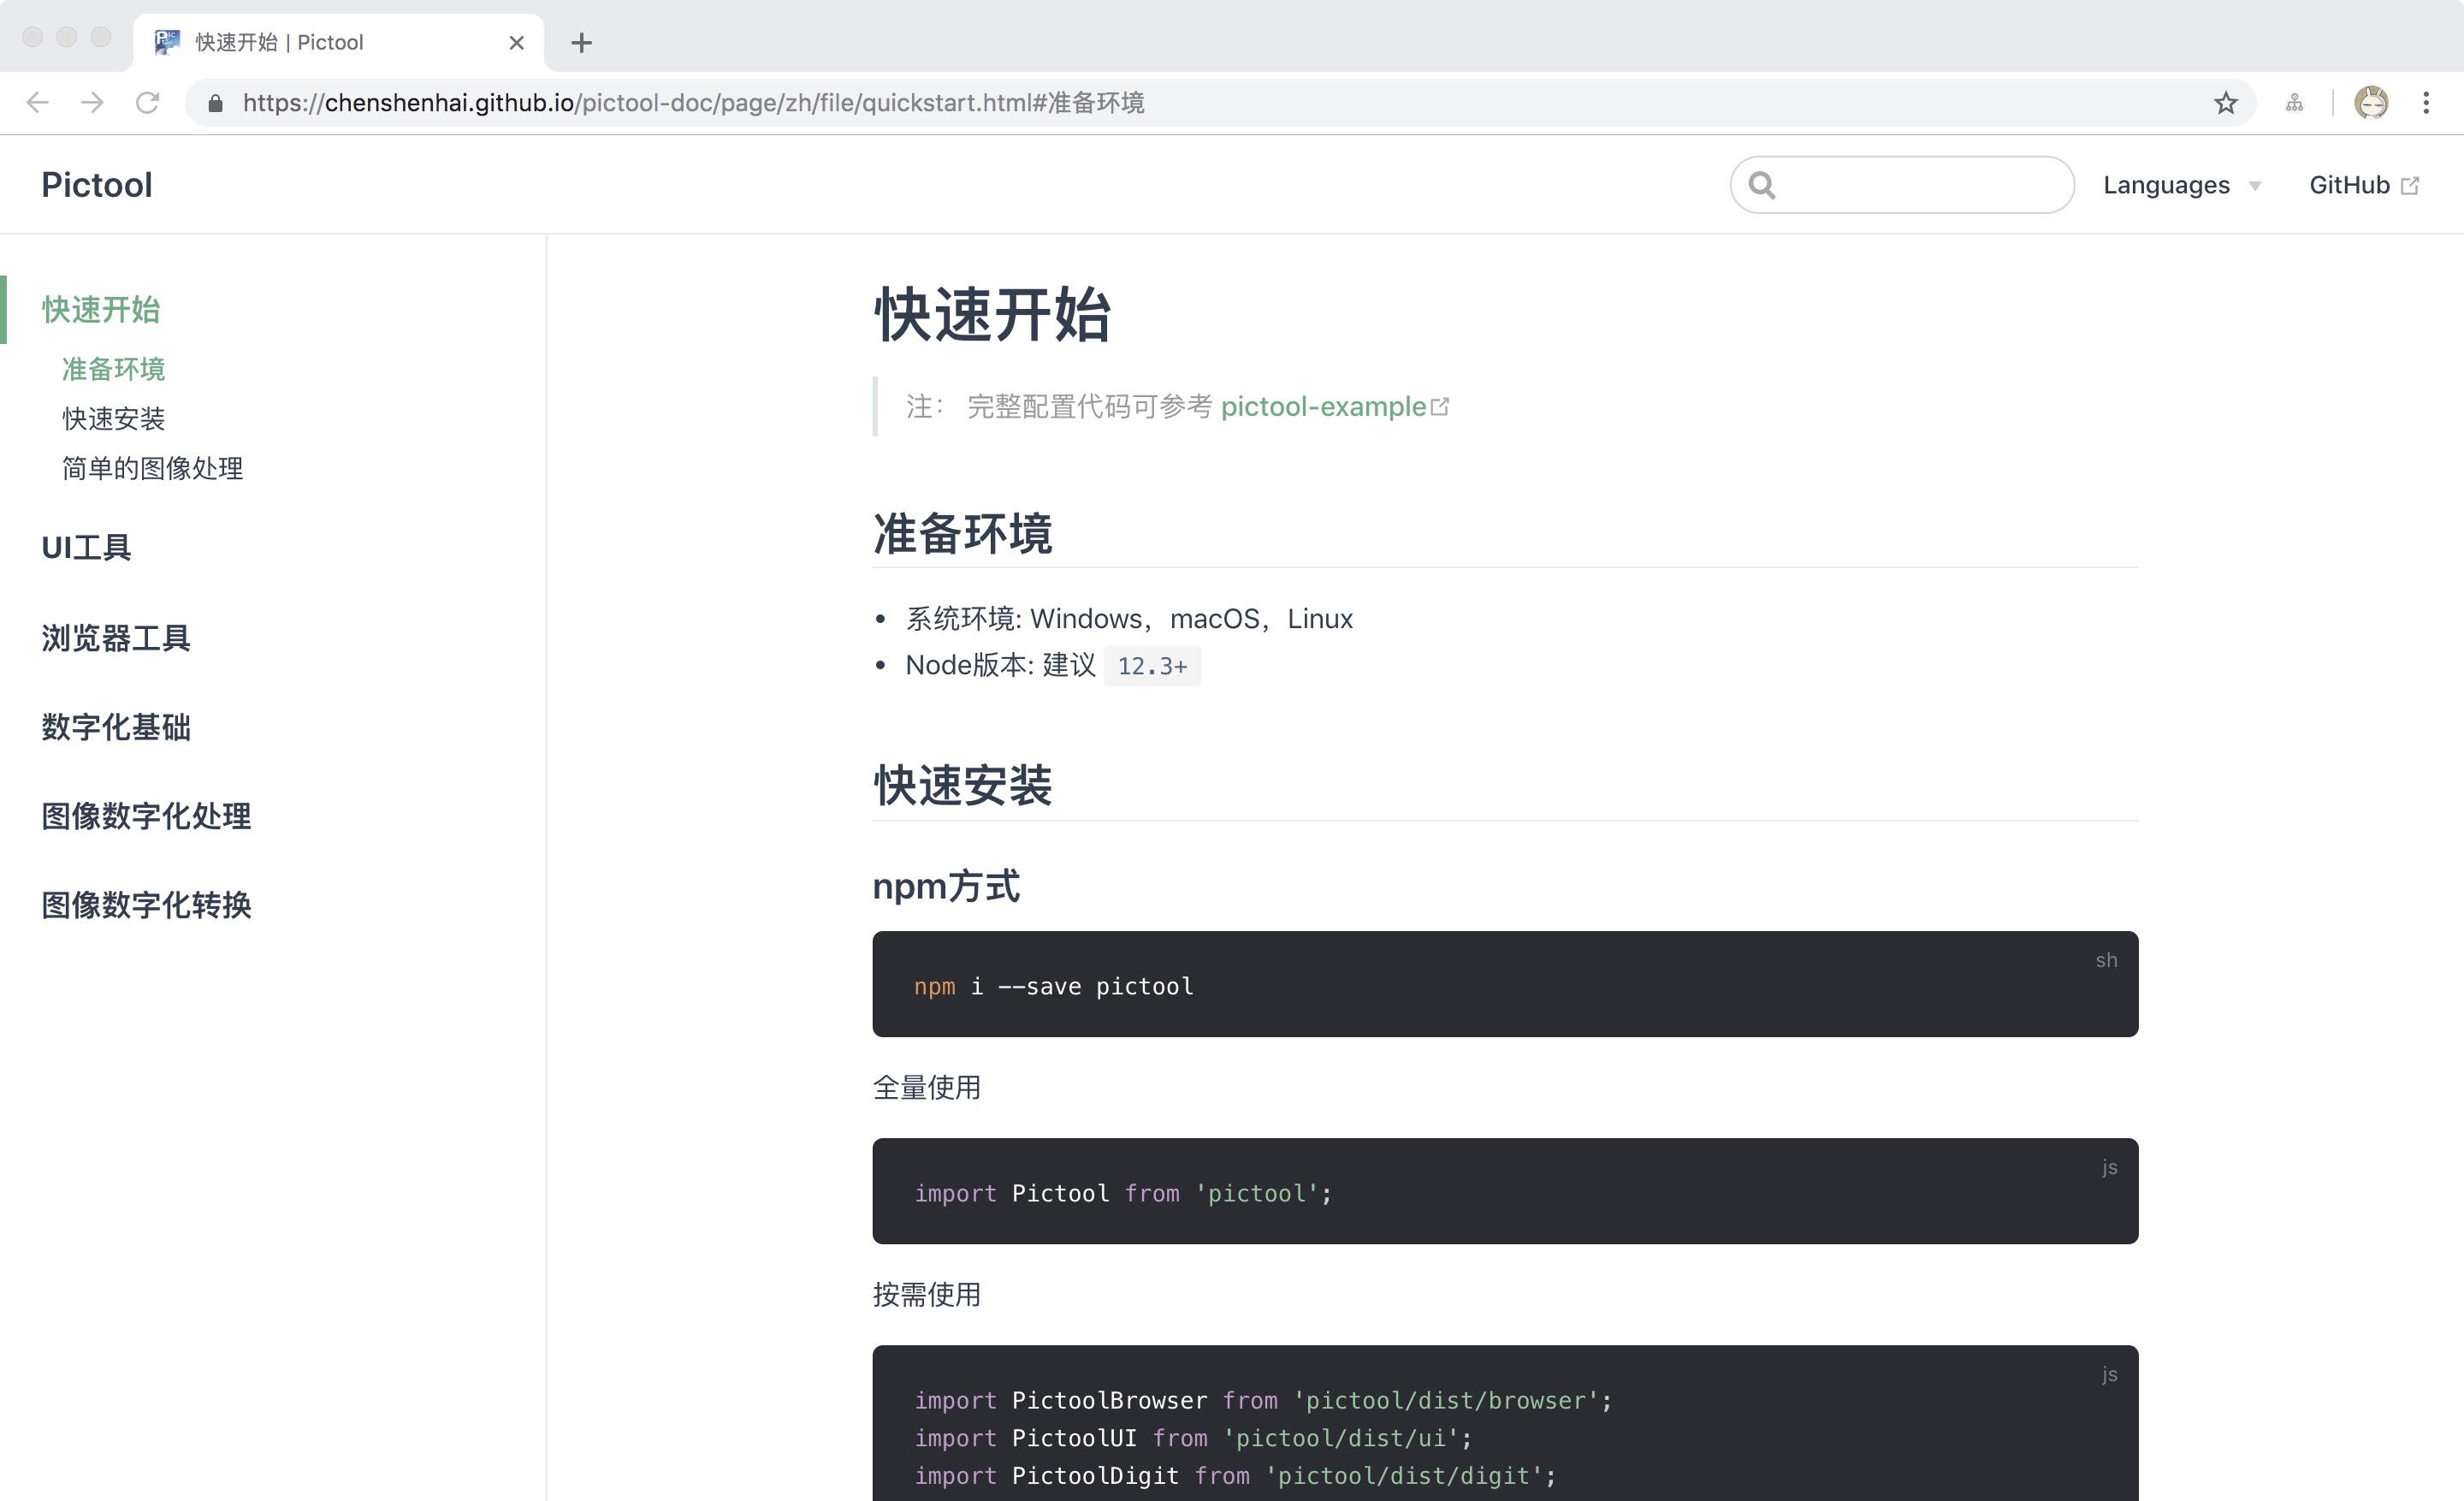 快速开始 | Pictool
https://chenshenhai.github.io/pictool-doc/page/zh/file/quickstart.html#准备环境
Pictool
Languages
GitHub
快速开始
准备环境
快速安装
简单的图像处理
UI工具
浏览器工具
数字化基础
图像数字化处理
图像数字化转换
快速开始
注： 完整配置代码可参考 pictool-example
准备环境
系统环境: Windows，macOS，Linux
Node版本: 建议 12.3+
快速安装
npm方式
sh
npm i --save pictool
全量使用
js
import Pictool from 'pictool';
按需使用
js
import PictoolBrowser from 'pictool/dist/browser';
import PictoolUI from 'pictool/dist/ui';
import PictoolDigit from 'pictool/dist/digit';